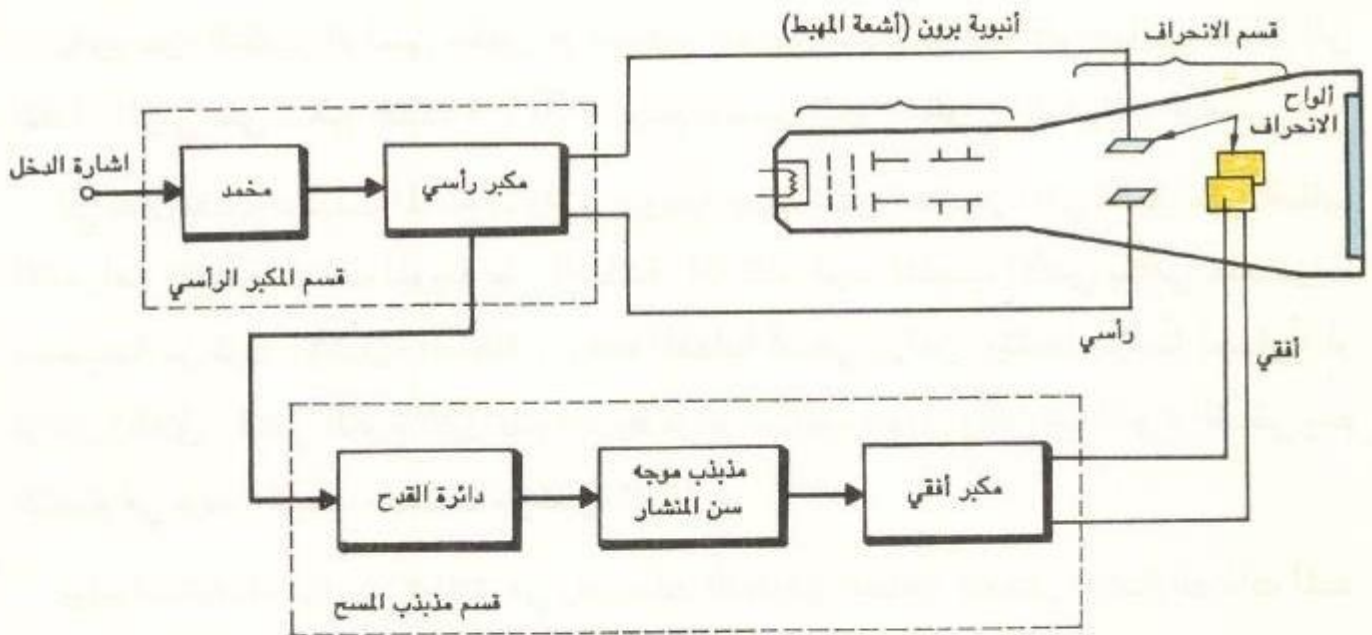 أنبوبة برون (أشعة المهبط)
قسم الانحراف
ألواح
الانحراف
اشارة الدخل
مخمد
مكبر رأسي
قسم المكبر الرأسي
رأسي
أفقي
دائرة القدح
مذبذب موجه
سن المنشار
مكبر أفقي
قسم مذبذب المسح